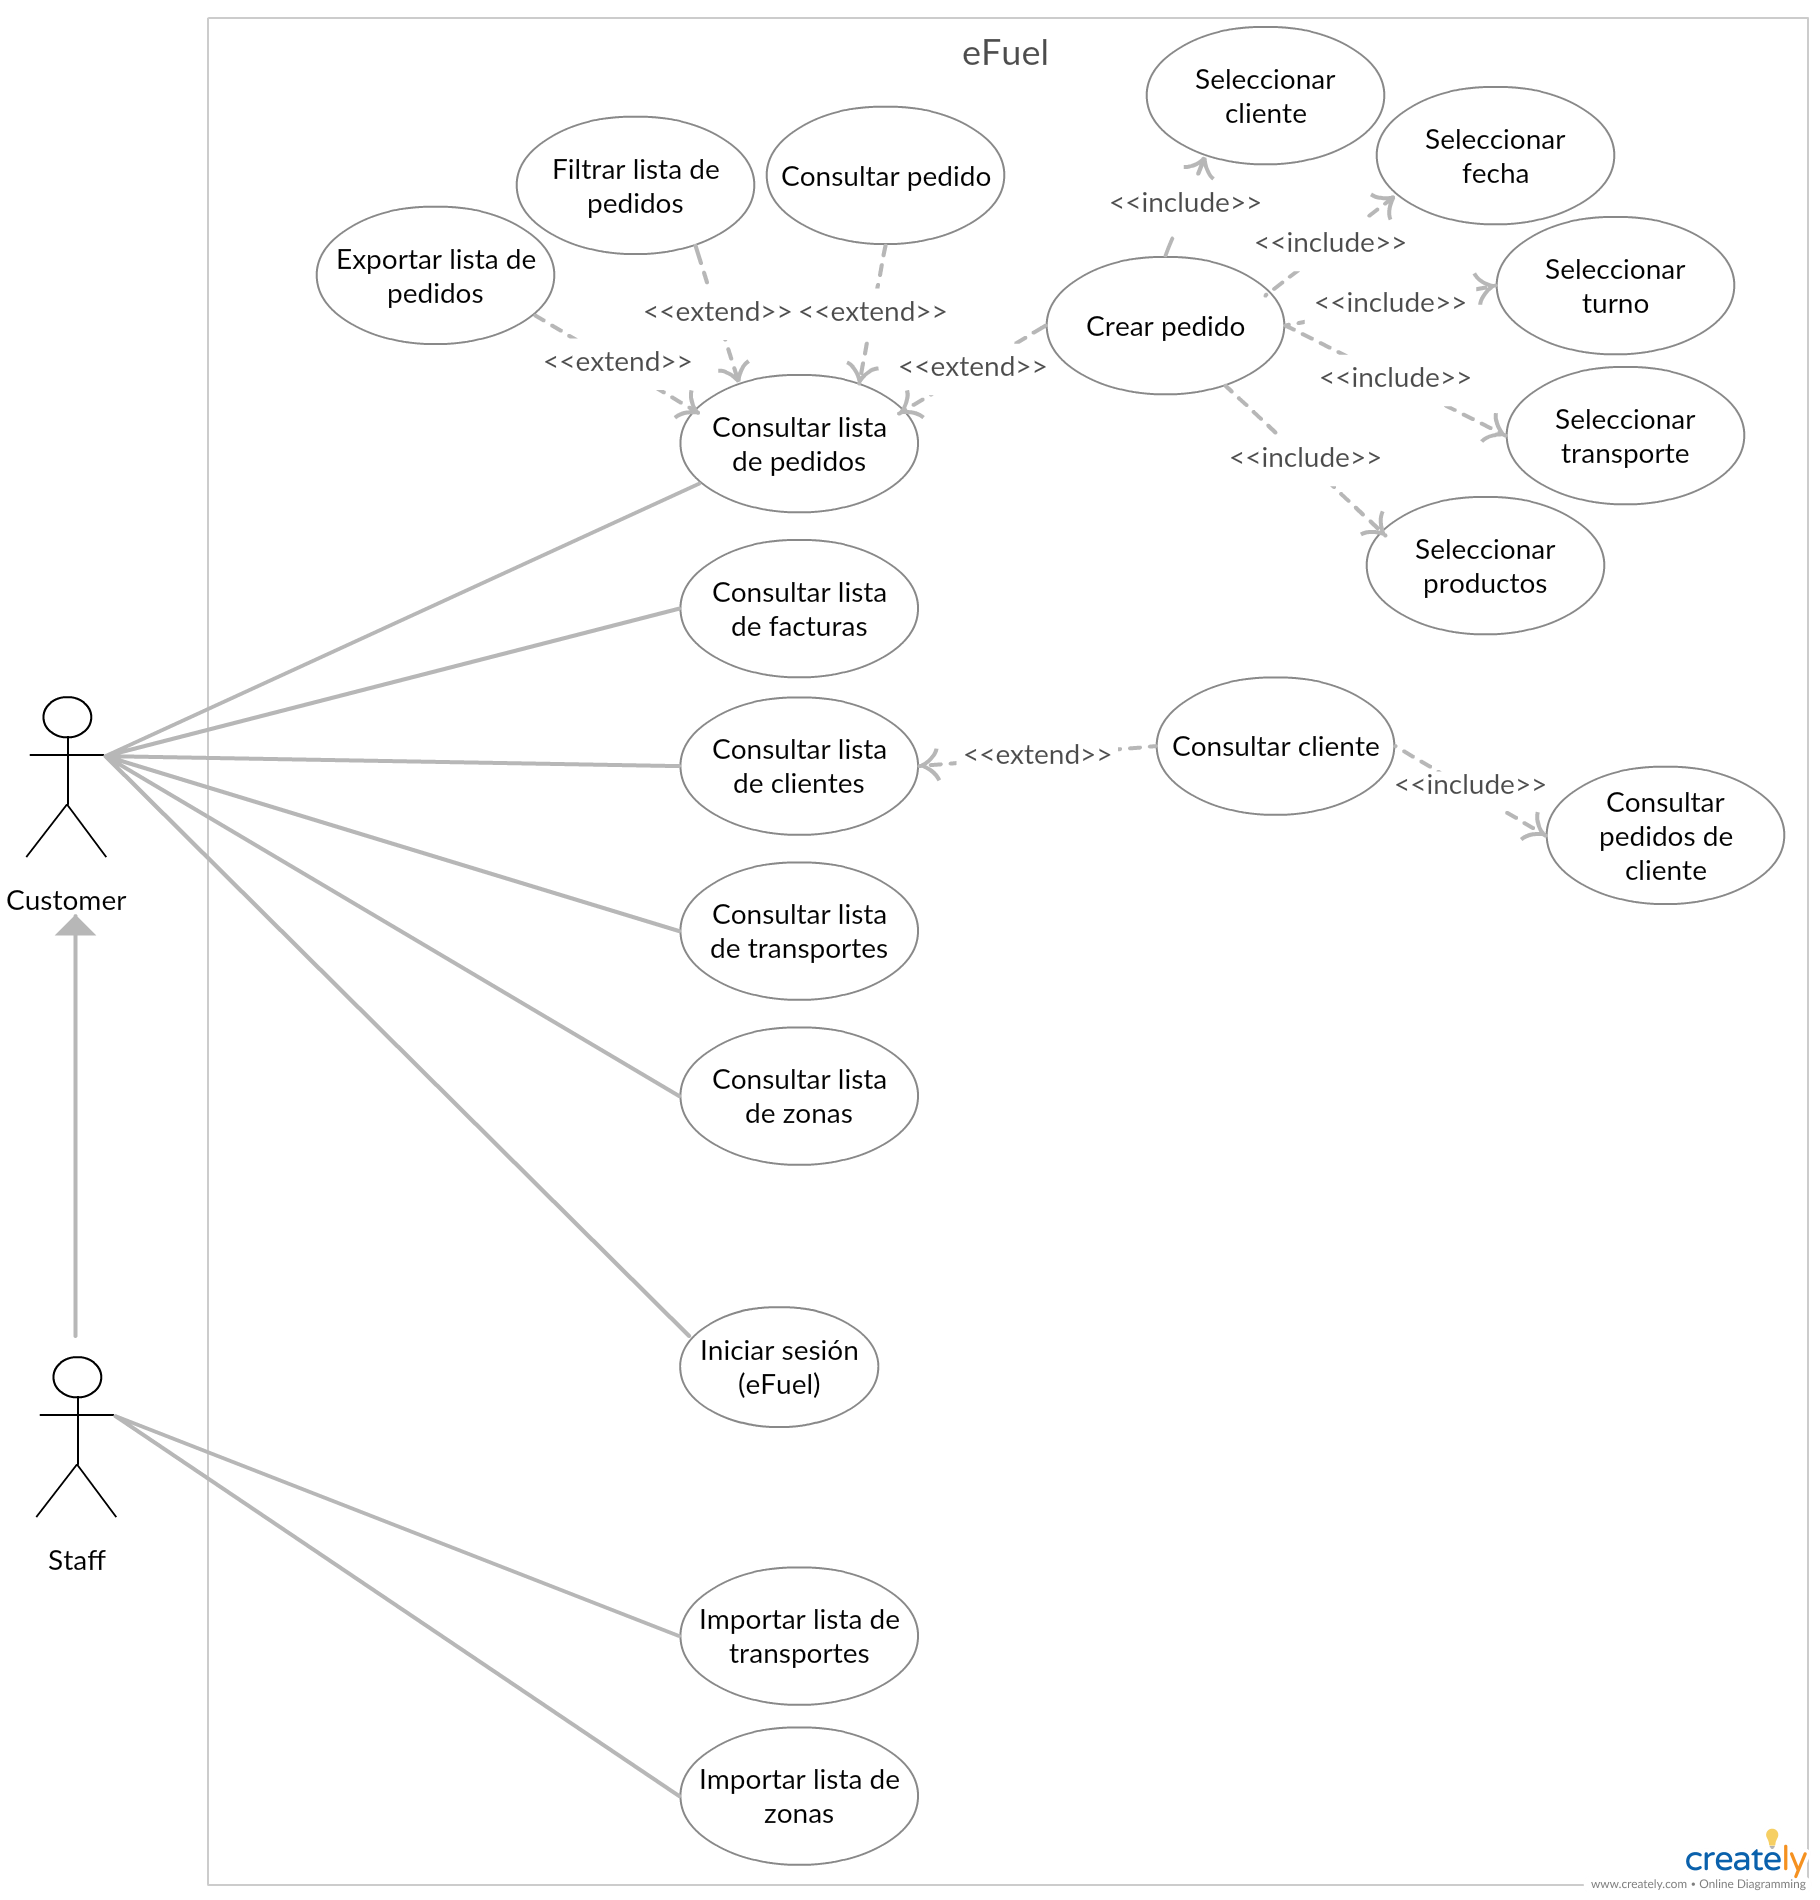 eFuel
Seleccionar
cliente
Seleccionar
fecha
Filtrar lista de
pedidos
Consultar pedido
<<include>>
<<include>>
Exportar lista de
pedidos
Seleccionar
turno
<<extend>>
<<extend>>
<<include>>
Crear pedido
<<extend>>
<<extend>>
<<include>>
Consultar lista
de pedidos
Seleccionar
transporte
<<include>>
Seleccionar
productos
Consultar lista
de facturas
Consultar lista
de clientes
<<extend>>
Consultar cliente
<<include>>
Consultar
pedidos de
cliente
Customer
Consultar lista
de transportes
Consultar lista
de zonas
Iniciar sesión
(eFuel)
Staff
Importar lista de
transportes
Importar lista de
zonas
creately
www.creately.com • Online Diagramming